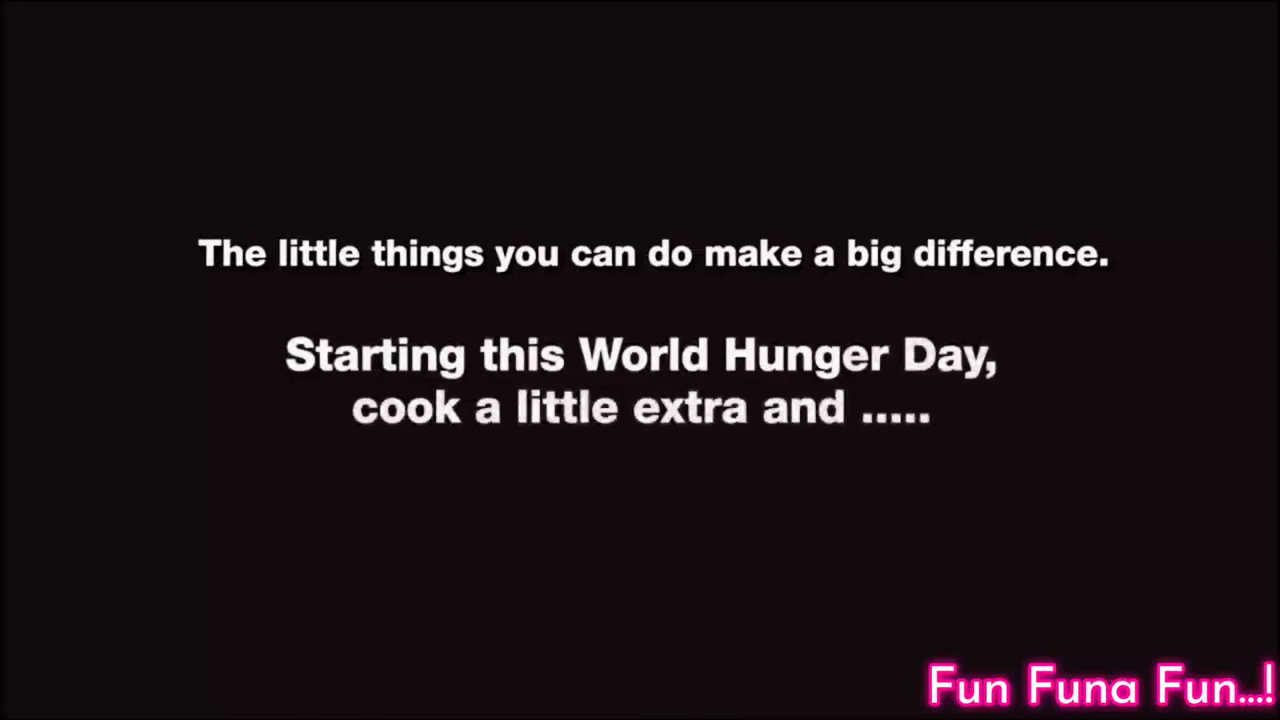 The little things you can do make a big difference.
Starting this World Hunger Day,
cook a little extra and .....
Fun Funa Fun...!